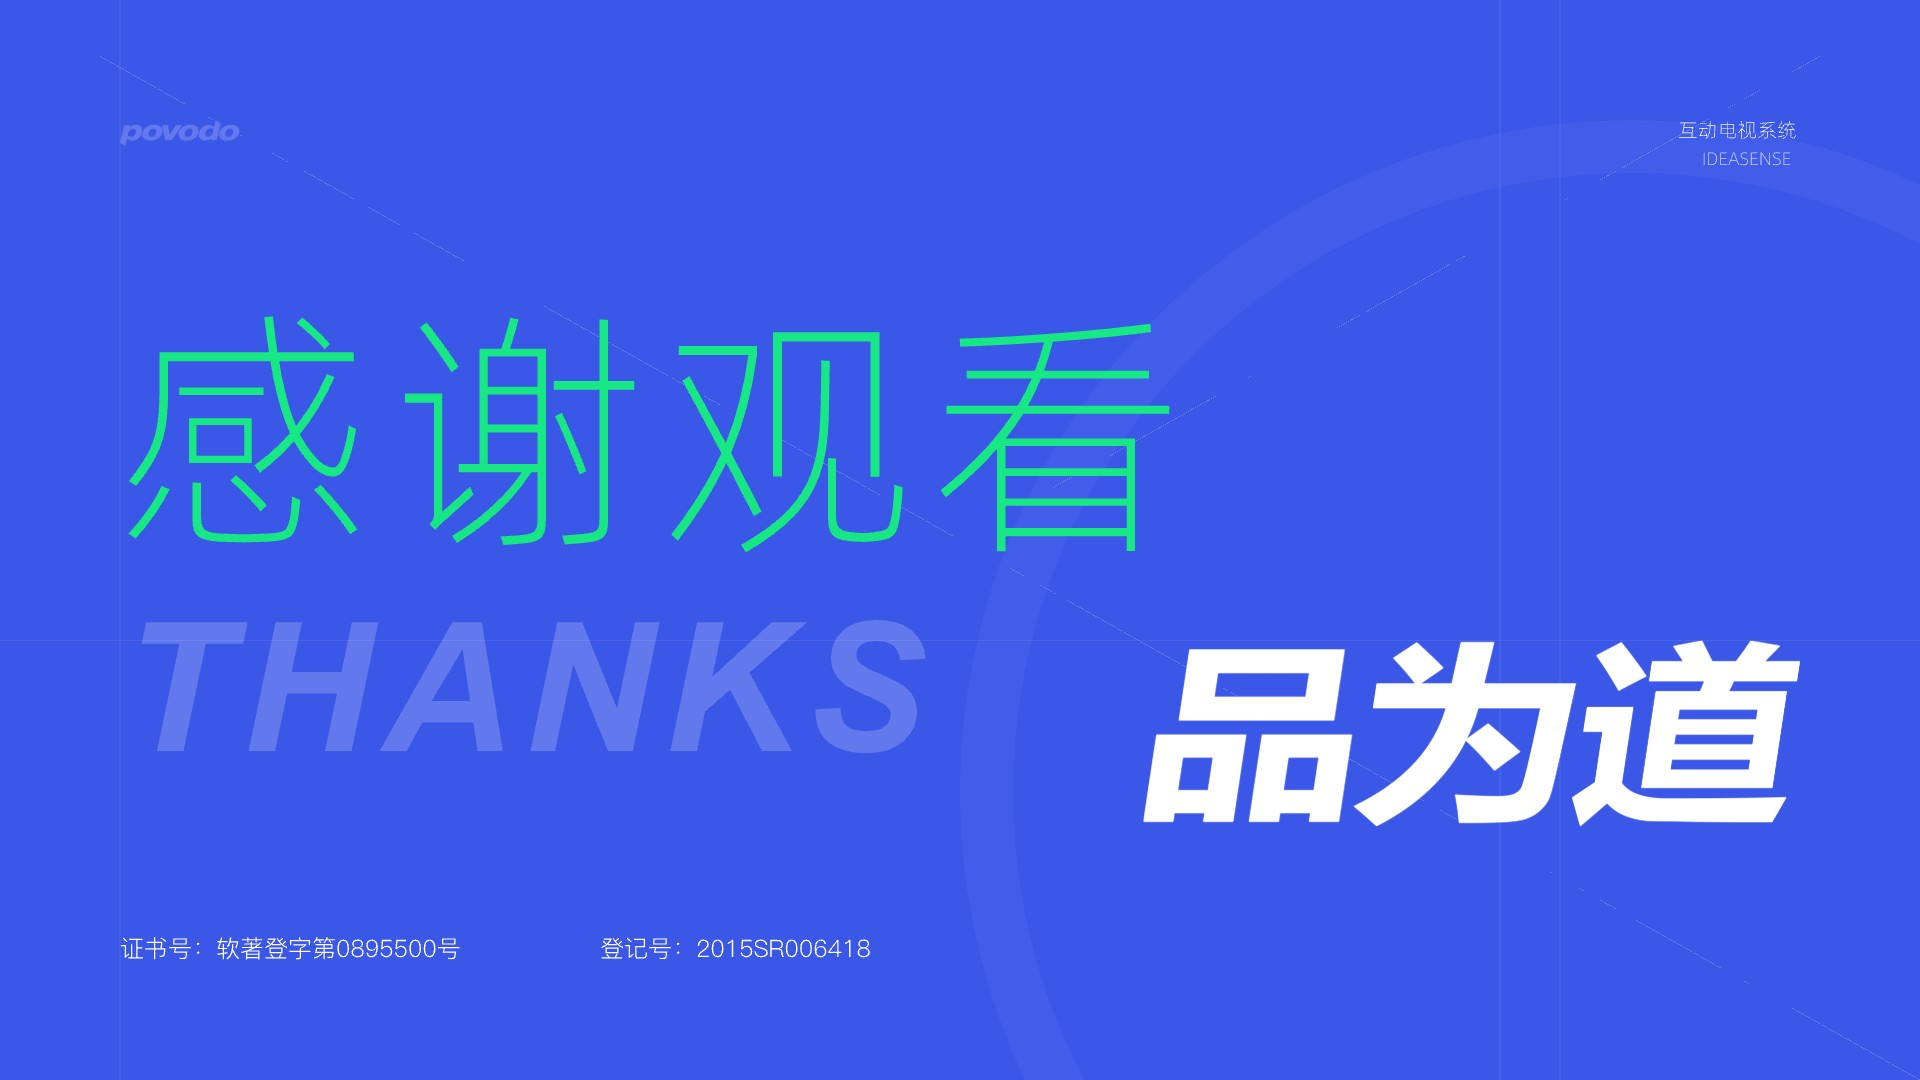 povodo
互动电视系统
IDEASENSE
感谢观看
THANKS
品为道
证书号：软著登字第0895500号
登记号：2015SR006418